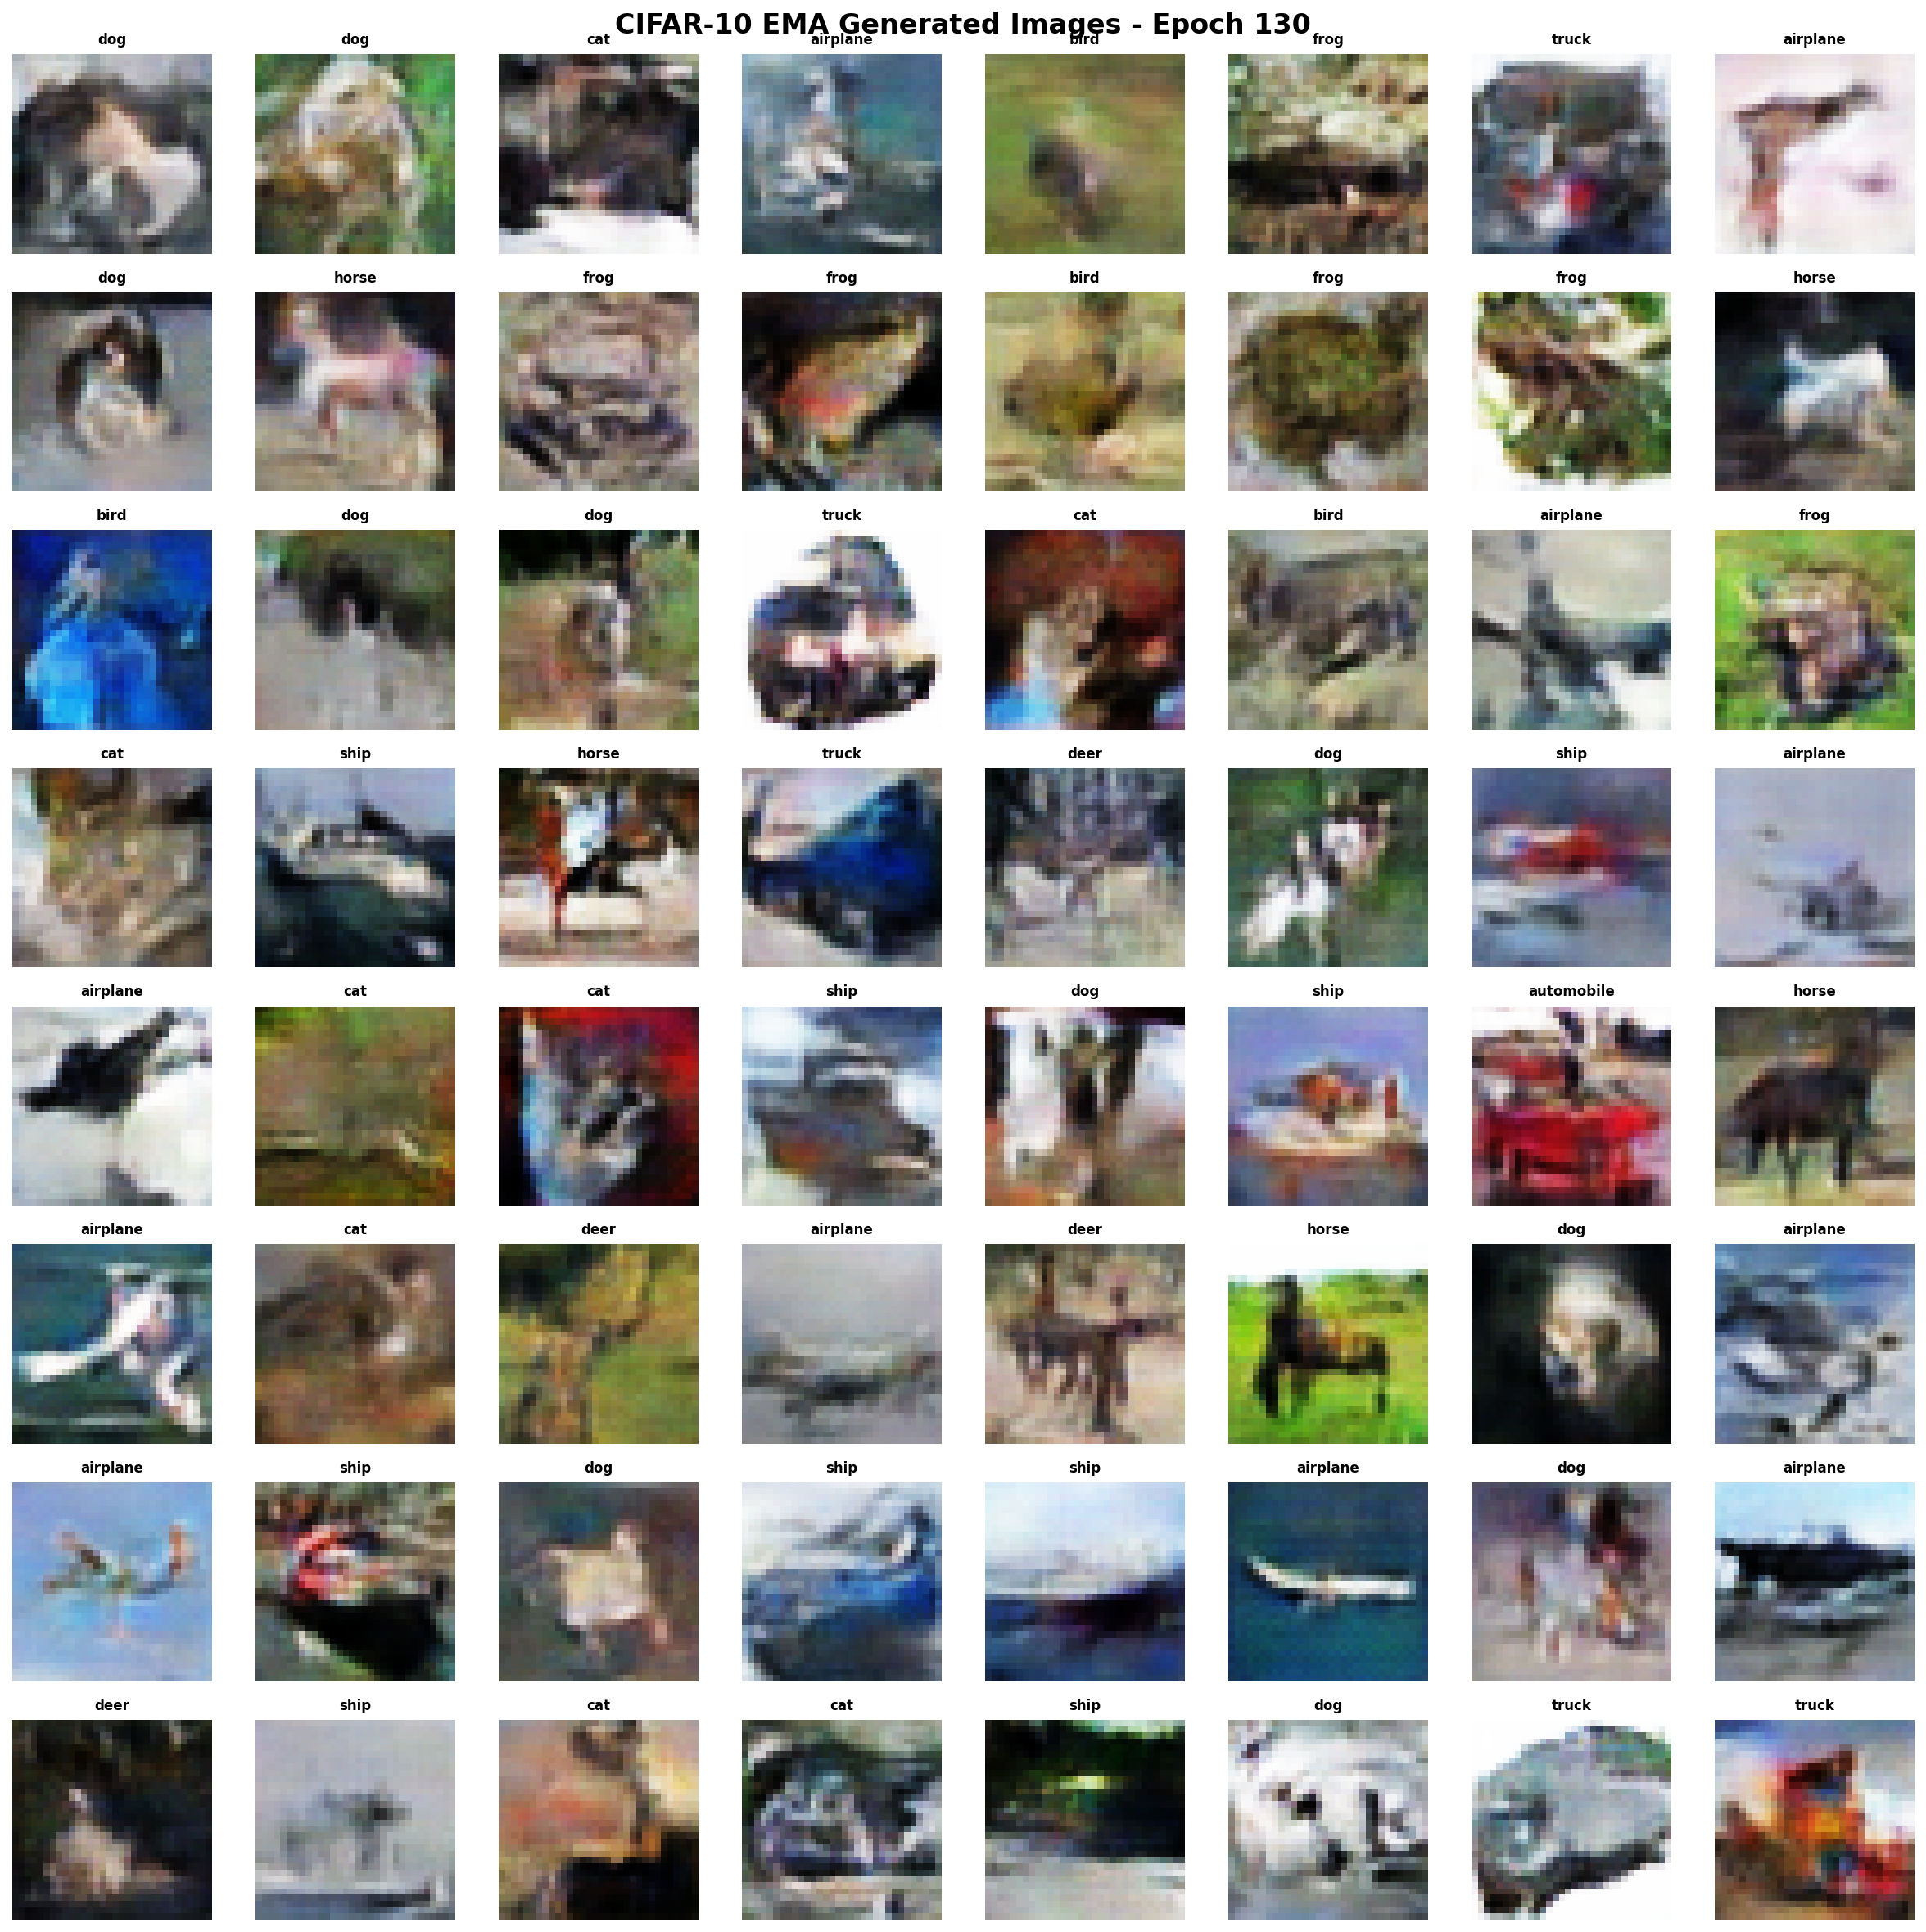 CIFAR-10 EMA Generated Images - Epoch 130
dog dog cat airplane bird frog truck airplane
dog horse frog frog bird frog frog horse
bird dog dog truck cat bird airplane frog
cat ship horse truck deer dog ship airplane
airplane cat cat ship dog ship automobile horse
airplane cat deer airplane deer horse dog airplane
airplane ship dog ship ship airplane dog airplane
deer ship cat cat ship dog truck truck